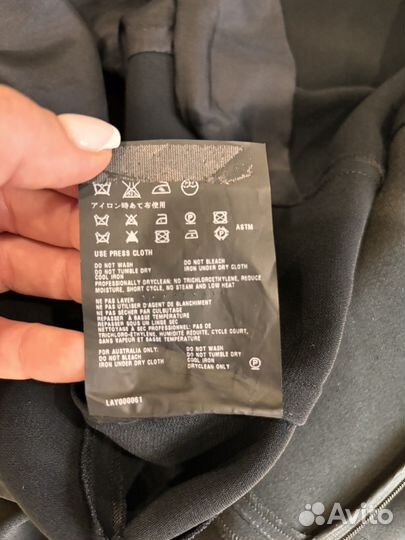 アイロン時あて布使用
ASTM
USE PRESS CLOTH
DO NOT WASH DO NOT BLEACH
DO NOT TUMBLE DRY IRON UNDER DRY CLOTH
COOL IRON
PROFESSIONALLY DRYCLEAN: NO TRICHLOROETHYLENE, REDUCE
MOISTURE, SHORT CYCLE, NO STEAM AND LOW HEAT
NE PAS LAVER
NE PAS UTILISER D'AGENT DE BLANCHIMENT
NE PAS SÉCHER PAR CULBUTAGE
REPASSER À BASSE TEMPÉRATURE
REPASSER SOUS UN LINGE SEC
NETTOYAGE À SEC PROFESSIONNEL: PAS DE
TRICHLORO-ETHYLENE, HUMIDITÉ RÉDUITE, CYCLE COURT,
SANS VAPEUR ET BASSE TEMPERATURE
FOR AUSTRALIA ONLY: DO NOT WASH
DO NOT BLEACH DO NOT TUMBLE DRY
IRON UNDER DRY CLOTH COOL IRON
DRYCLEAN ONLY
LAY000061
Avito